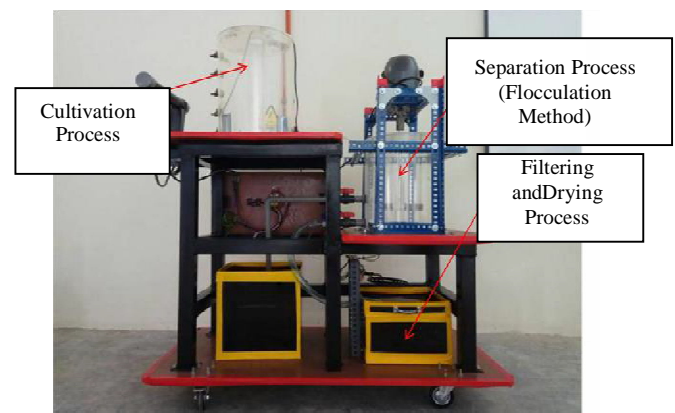 Cultivation
Process
Separation Process
(Flocculation
Method)
Filtering
andDrying
Process